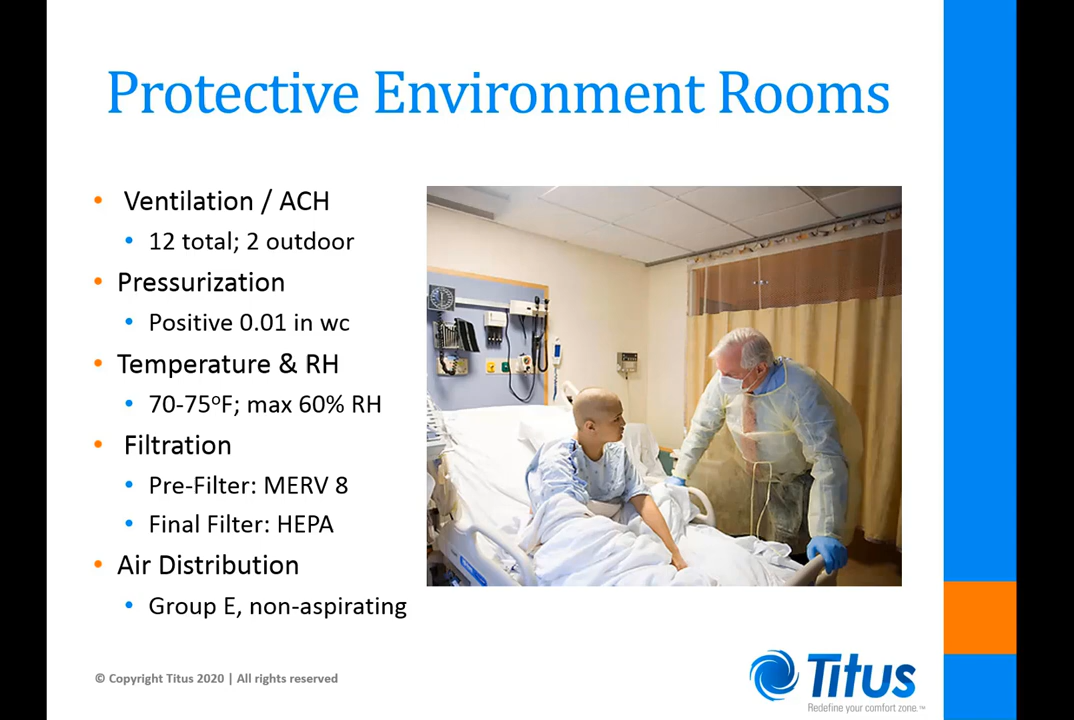 Protective Environment Rooms
• Ventilation / ACH
• 12 total; 2 outdoor
• Pressurization
• Positive 0.01 in wc
• Temperature & RH
• 70-75°F; max 60% RH
• Filtration
• Pre-Filter: MERV 8
• Final Filter: HEPA
• Air Distribution
• Group E, non-aspirating
© Copyright Titus 2020 | All rights reserved
Titus
Redefine your comfort zone.™